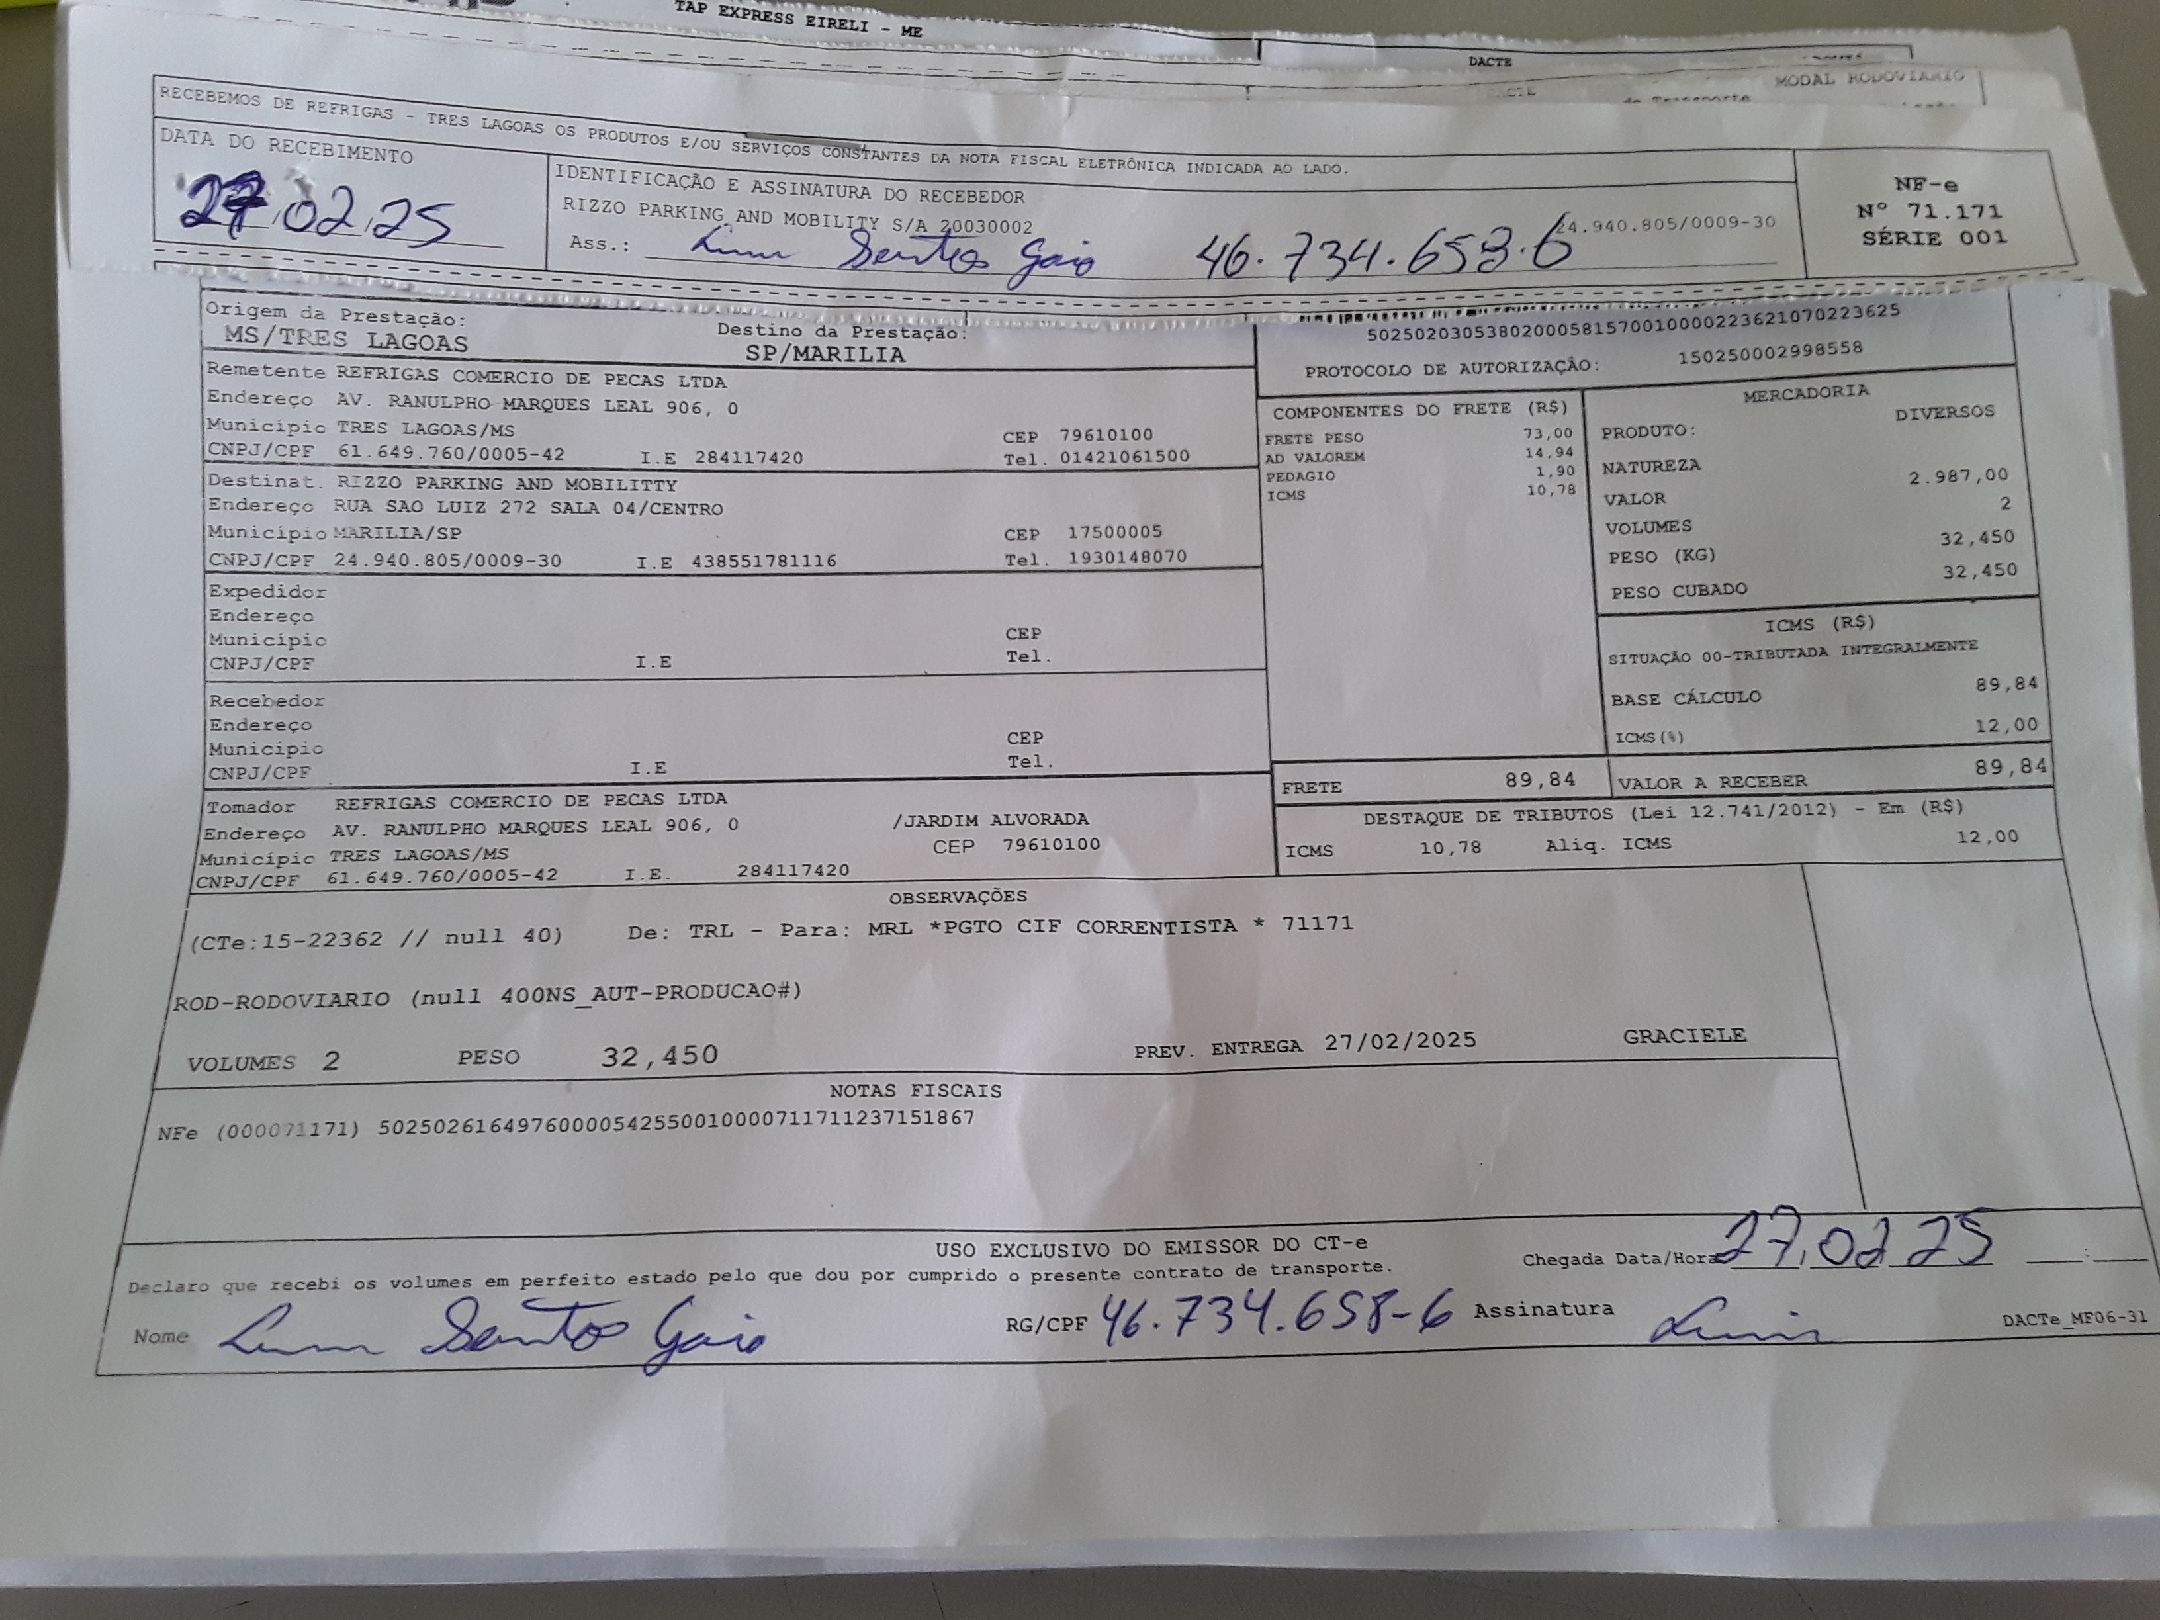 TAP EXPRESS EIRELI - ME
DACTE
MODAL RODOVIARIO
de Transporte
RECEBEMOS DE REFRIGAS - TRES LAGOAS OS PRODUTOS E/OU SERVIÇOS CONSTANTES DA NOTA FISCAL ELETRÔNICA INDICADA AO LADO.
DATA DO RECEBIMENTO
27/02/25
IDENTIFICAÇÃO E ASSINATURA DO RECEBEDOR
RIZZO PARKING AND MOBILITY S/A 20030002 24.940.805/0009-30
Ass.: Santos Gaio 46.734.658.6
NF-e
Nº 71.171
SÉRIE 001
Origem da Prestação: Destino da Prestação:
MS/TRES LAGOAS SP/MARILIA
50250203053802000581570010000223621070223625
PROTOCOLO DE AUTORIZAÇÃO: 150250002998558
Remetente REFRIGAS COMERCIO DE PECAS LTDA
Endereço AV. RANULPHO MARQUES LEAL 906, 0
Município TRES LAGOAS/MS CEP 79610100
CNPJ/CPF 61.649.760/0005-42 I.E 284117420 Tel. 01421061500
Destinat. RIZZO PARKING AND MOBILITTY
Endereço RUA SAO LUIZ 272 SALA 04/CENTRO
Município MARILIA/SP CEP 17500005
CNPJ/CPF 24.940.805/0009-30 I.E 438551781116 Tel. 1930148070
Expedidor
Endereço
Município CEP
CNPJ/CPF I.E Tel.
Recebedor
Endereço
Município CEP
CNPJ/CPF I.E Tel.
Tomador REFRIGAS COMERCIO DE PECAS LTDA
Endereço AV. RANULPHO MARQUES LEAL 906, 0 /JARDIM ALVORADA
Município TRES LAGOAS/MS CEP 79610100
CNPJ/CPF 61.649.760/0005-42 I.E. 284117420
COMPONENTES DO FRETE (R$)
FRETE PESO 73,00
AD VALOREM 14,94
PEDAGIO 1,90
ICMS 10,78
MERCADORIA
PRODUTO: DIVERSOS
NATUREZA
VALOR 2.987,00
VOLUMES 2
PESO (KG) 32,450
PESO CUBADO 32,450
ICMS (R$)
SITUAÇÃO 00-TRIBUTADA INTEGRALMENTE
BASE CÁLCULO 89,84
ICMS(%) 12,00
FRETE 89,84 VALOR A RECEBER 89,84
DESTAQUE DE TRIBUTOS (Lei 12.741/2012) - Em (R$)
ICMS 10,78 Aliq. ICMS 12,00
OBSERVAÇÕES
(CTe:15-22362 // null 40) De: TRL - Para: MRL *PGTO CIF CORRENTISTA * 71171
ROD-RODOVIARIO (null 400NS_AUT-PRODUCAO#)
VOLUMES 2 PESO 32,450 PREV. ENTREGA 27/02/2025 GRACIELE
NOTAS FISCAIS
NFe (000071171) 50250261649760000542550010000711711237151867
USO EXCLUSIVO DO EMISSOR DO CT-e
Declaro que recebi os volumes em perfeito estado pelo que dou por cumprido o presente contrato de transporte.
Chegada Data/Hora 27/02/25
Nome Santos Gaio RG/CPF 46.734.658-6 Assinatura
DACTe_MF06-31